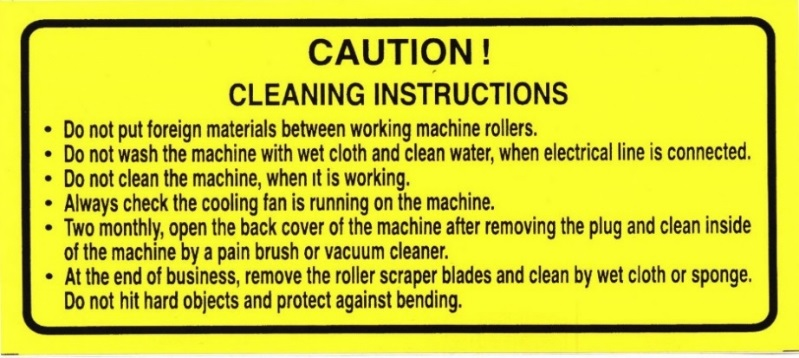 CAUTION !
CLEANING INSTRUCTIONS
• Do not put foreign materials between working machine rollers.
• Do not wash the machine with wet cloth and clean water, when electrical line is connected.
• Do not clean the machine, when ıt is working.
• Always check the cooling fan is running on the machine.
• Two monthly, open the back cover of the machine after removing the plug and clean inside
of the machine by a pain brush or vacuum cleaner.
• At the end of business, remove the roller scraper blades and clean by wet cloth or sponge.
Do not hit hard objects and protect against bending.